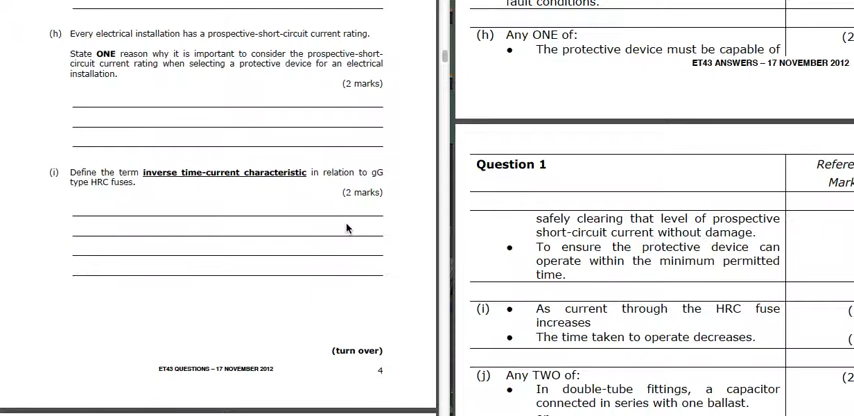 (h) Every electrical installation has a prospective-short-circuit current rating.
State ONE reason why it is important to consider the prospective-short-
circuit current rating when selecting a protective device for an electrical
installation.
(2 marks)
(i) Define the term inverse time-current characteristic in relation to gG
type HRC fuses.
(2 marks)
(turn over)
ET43 QUESTIONS – 17 NOVEMBER 2012
4
fault conditions.
(h) Any ONE of: (2
• The protective device must be capable of
ET43 ANSWERS – 17 NOVEMBER 2012
Question 1 Refere
Mark
safely clearing that level of prospective
short-circuit current without damage.
• To ensure the protective device can
operate within the minimum permitted
time.
(i) • As current through the HRC fuse (
increases
• The time taken to operate decreases. (
(j) Any TWO of: (2
• In double-tube fittings, a capacitor
connected in series with one ballast.